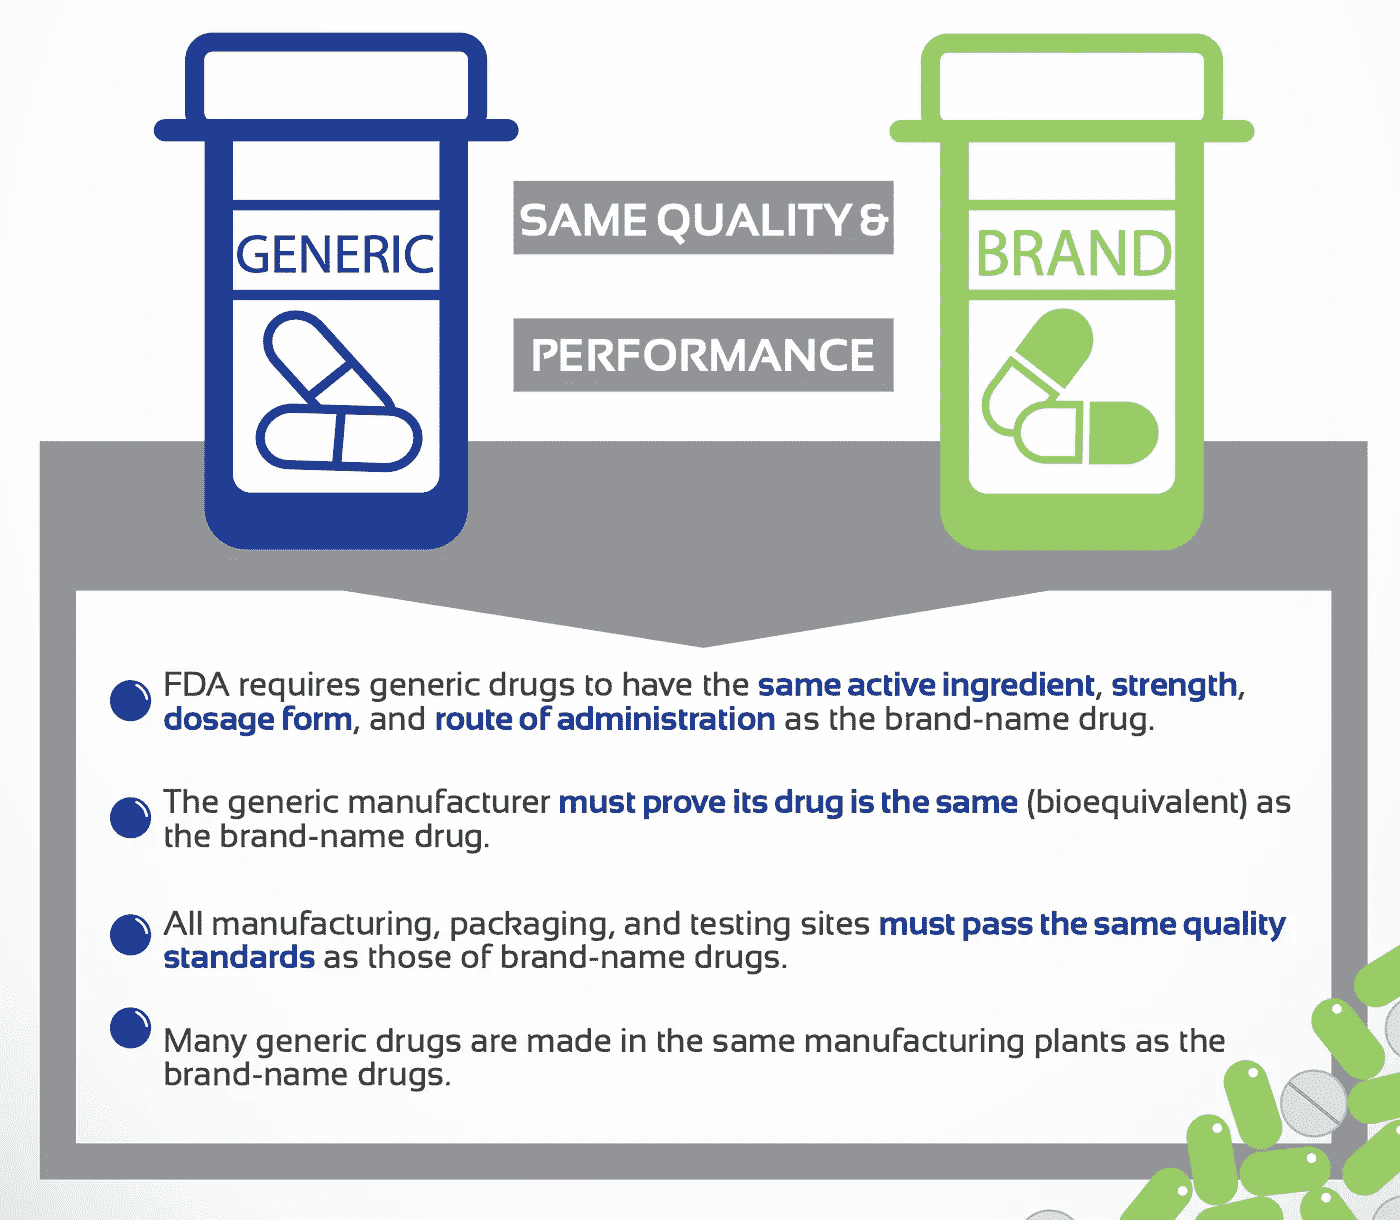 GENERIC
SAME QUALITY &
PERFORMANCE
BRAND
FDA requires generic drugs to have the same active ingredient, strength,
dosage form, and route of administration as the brand-name drug.
The generic manufacturer must prove its drug is the same (bioequivalent) as
the brand-name drug.
All manufacturing, packaging, and testing sites must pass the same quality
standards as those of brand-name drugs.
Many generic drugs are made in the same manufacturing plants as the
brand-name drugs.